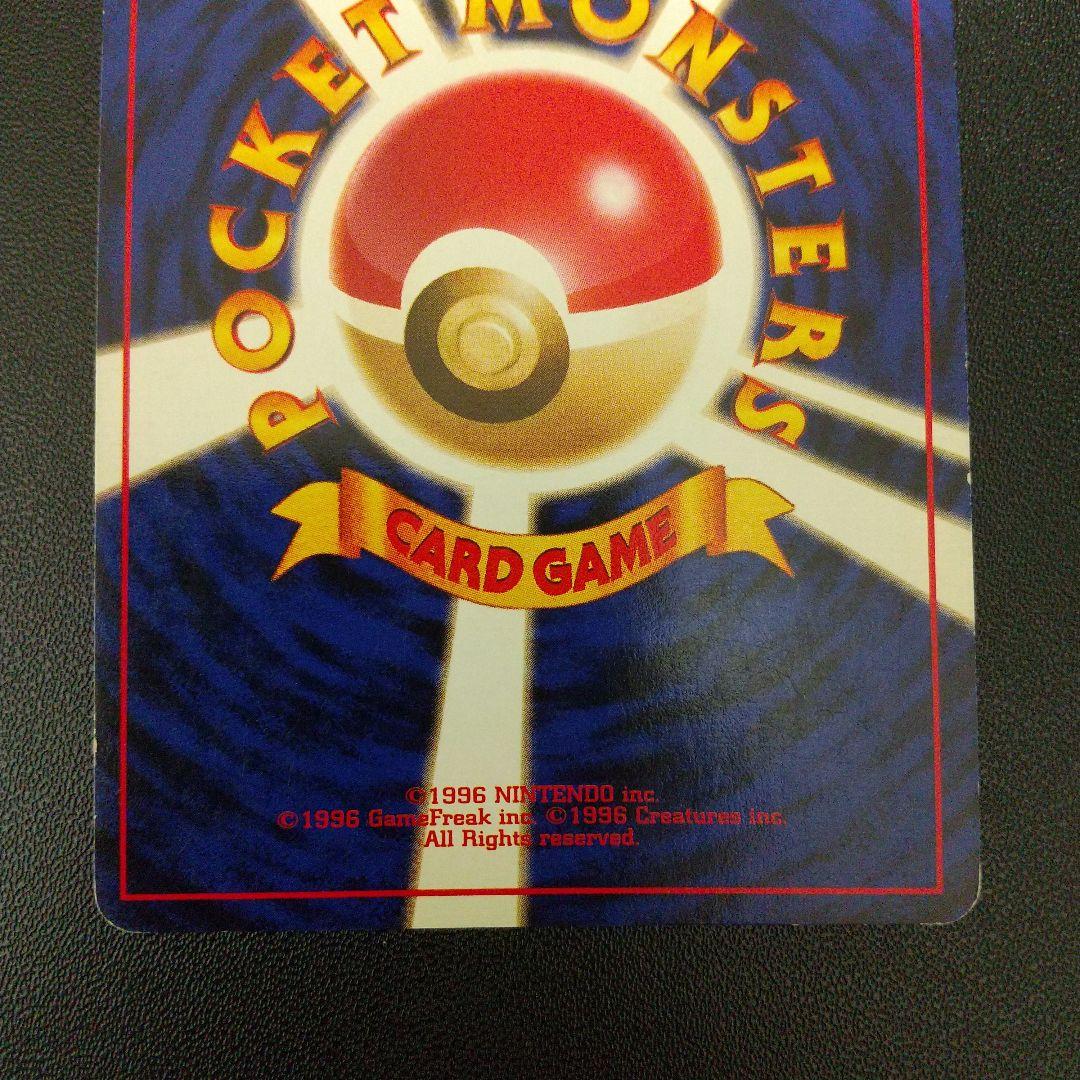 POCKET MONSTERS
CARD GAME
©1996 NINTENDO inc.
©1996 GameFreak inc. ©1996 Creatures inc.
All Rights reserved.